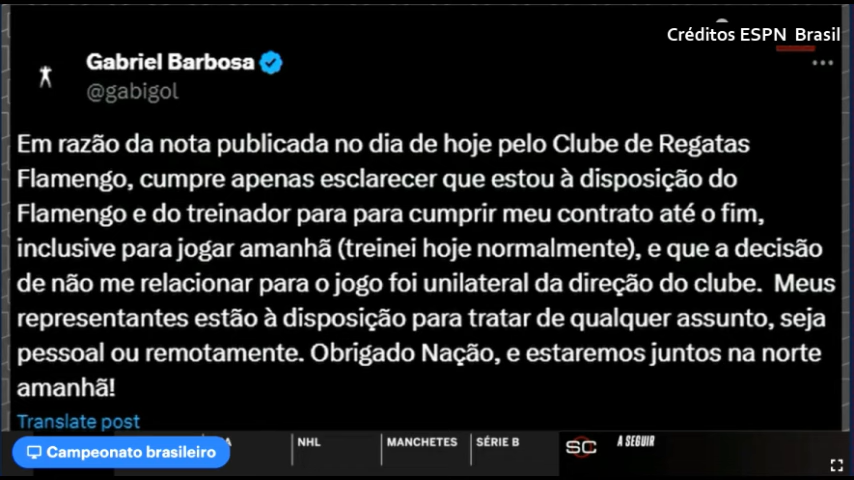 Créditos ESPN Brasil
Gabriel Barbosa
@gabigol
Em razão da nota publicada no dia de hoje pelo Clube de Regatas
Flamengo, cumpre apenas esclarecer que estou à disposição do
Flamengo e do treinador para para cumprir meu contrato até o fim,
inclusive para jogar amanhã (treinei hoje normalmente), e que a decisão
de não me relacionar para o jogo foi unilateral da direção do clube. Meus
representantes estão à disposição para tratar de qualquer assunto, seja
pessoal ou remotamente. Obrigado Nação, e estaremos juntos na norte
amanhã!
Translate post
NHL
MANCHETES
SÉRIE B
SC
A SEGUIR
Campeonato brasileiro